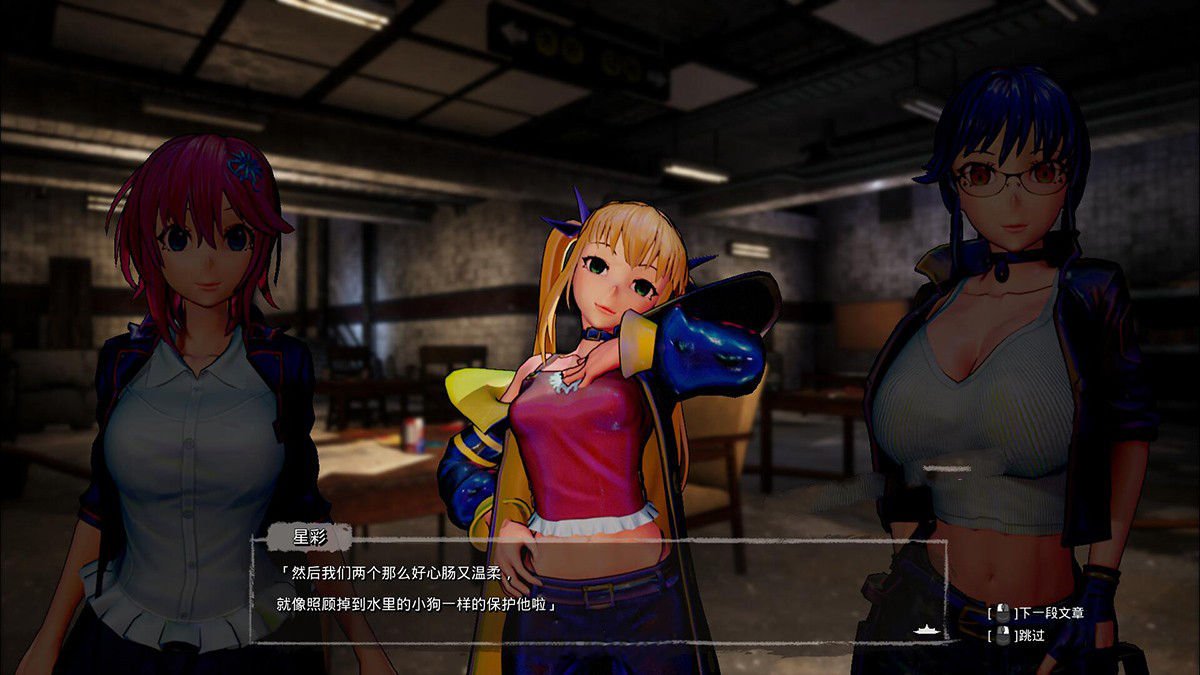 星彩
「然后我们两个那么好心肠又温柔，
就像照顾掉到水里的小狗一样的保护他啦」
[ ]下一段文章
[ ]跳过